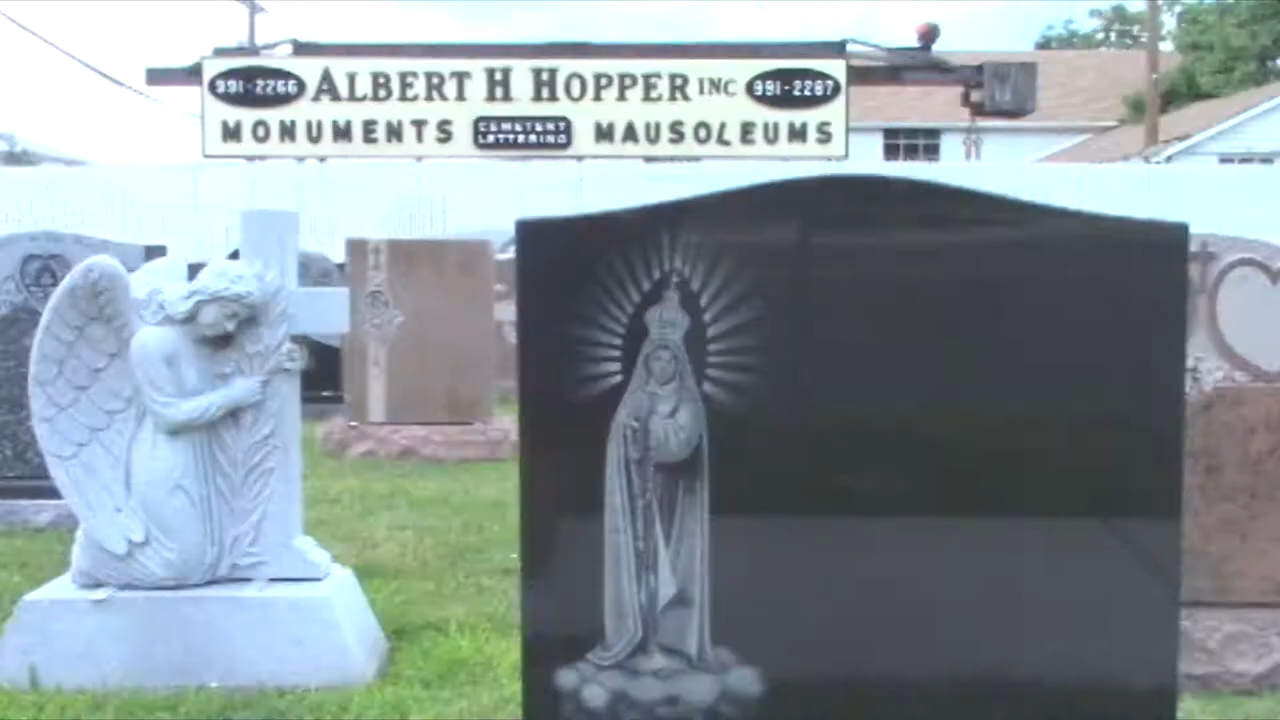 991-2266 ALBERT H HOPPER INC 991-2287
MONUMENTS CEMETERY LETTERING MAUSOLEUMS